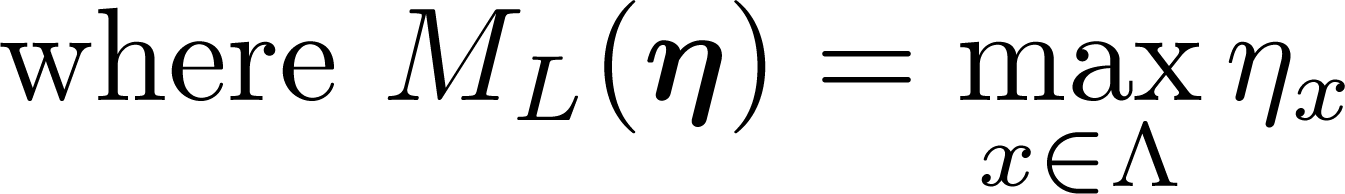 where $M_L(\boldsymbol{\eta}) = \max_{x \in \Lambda} \eta_x$